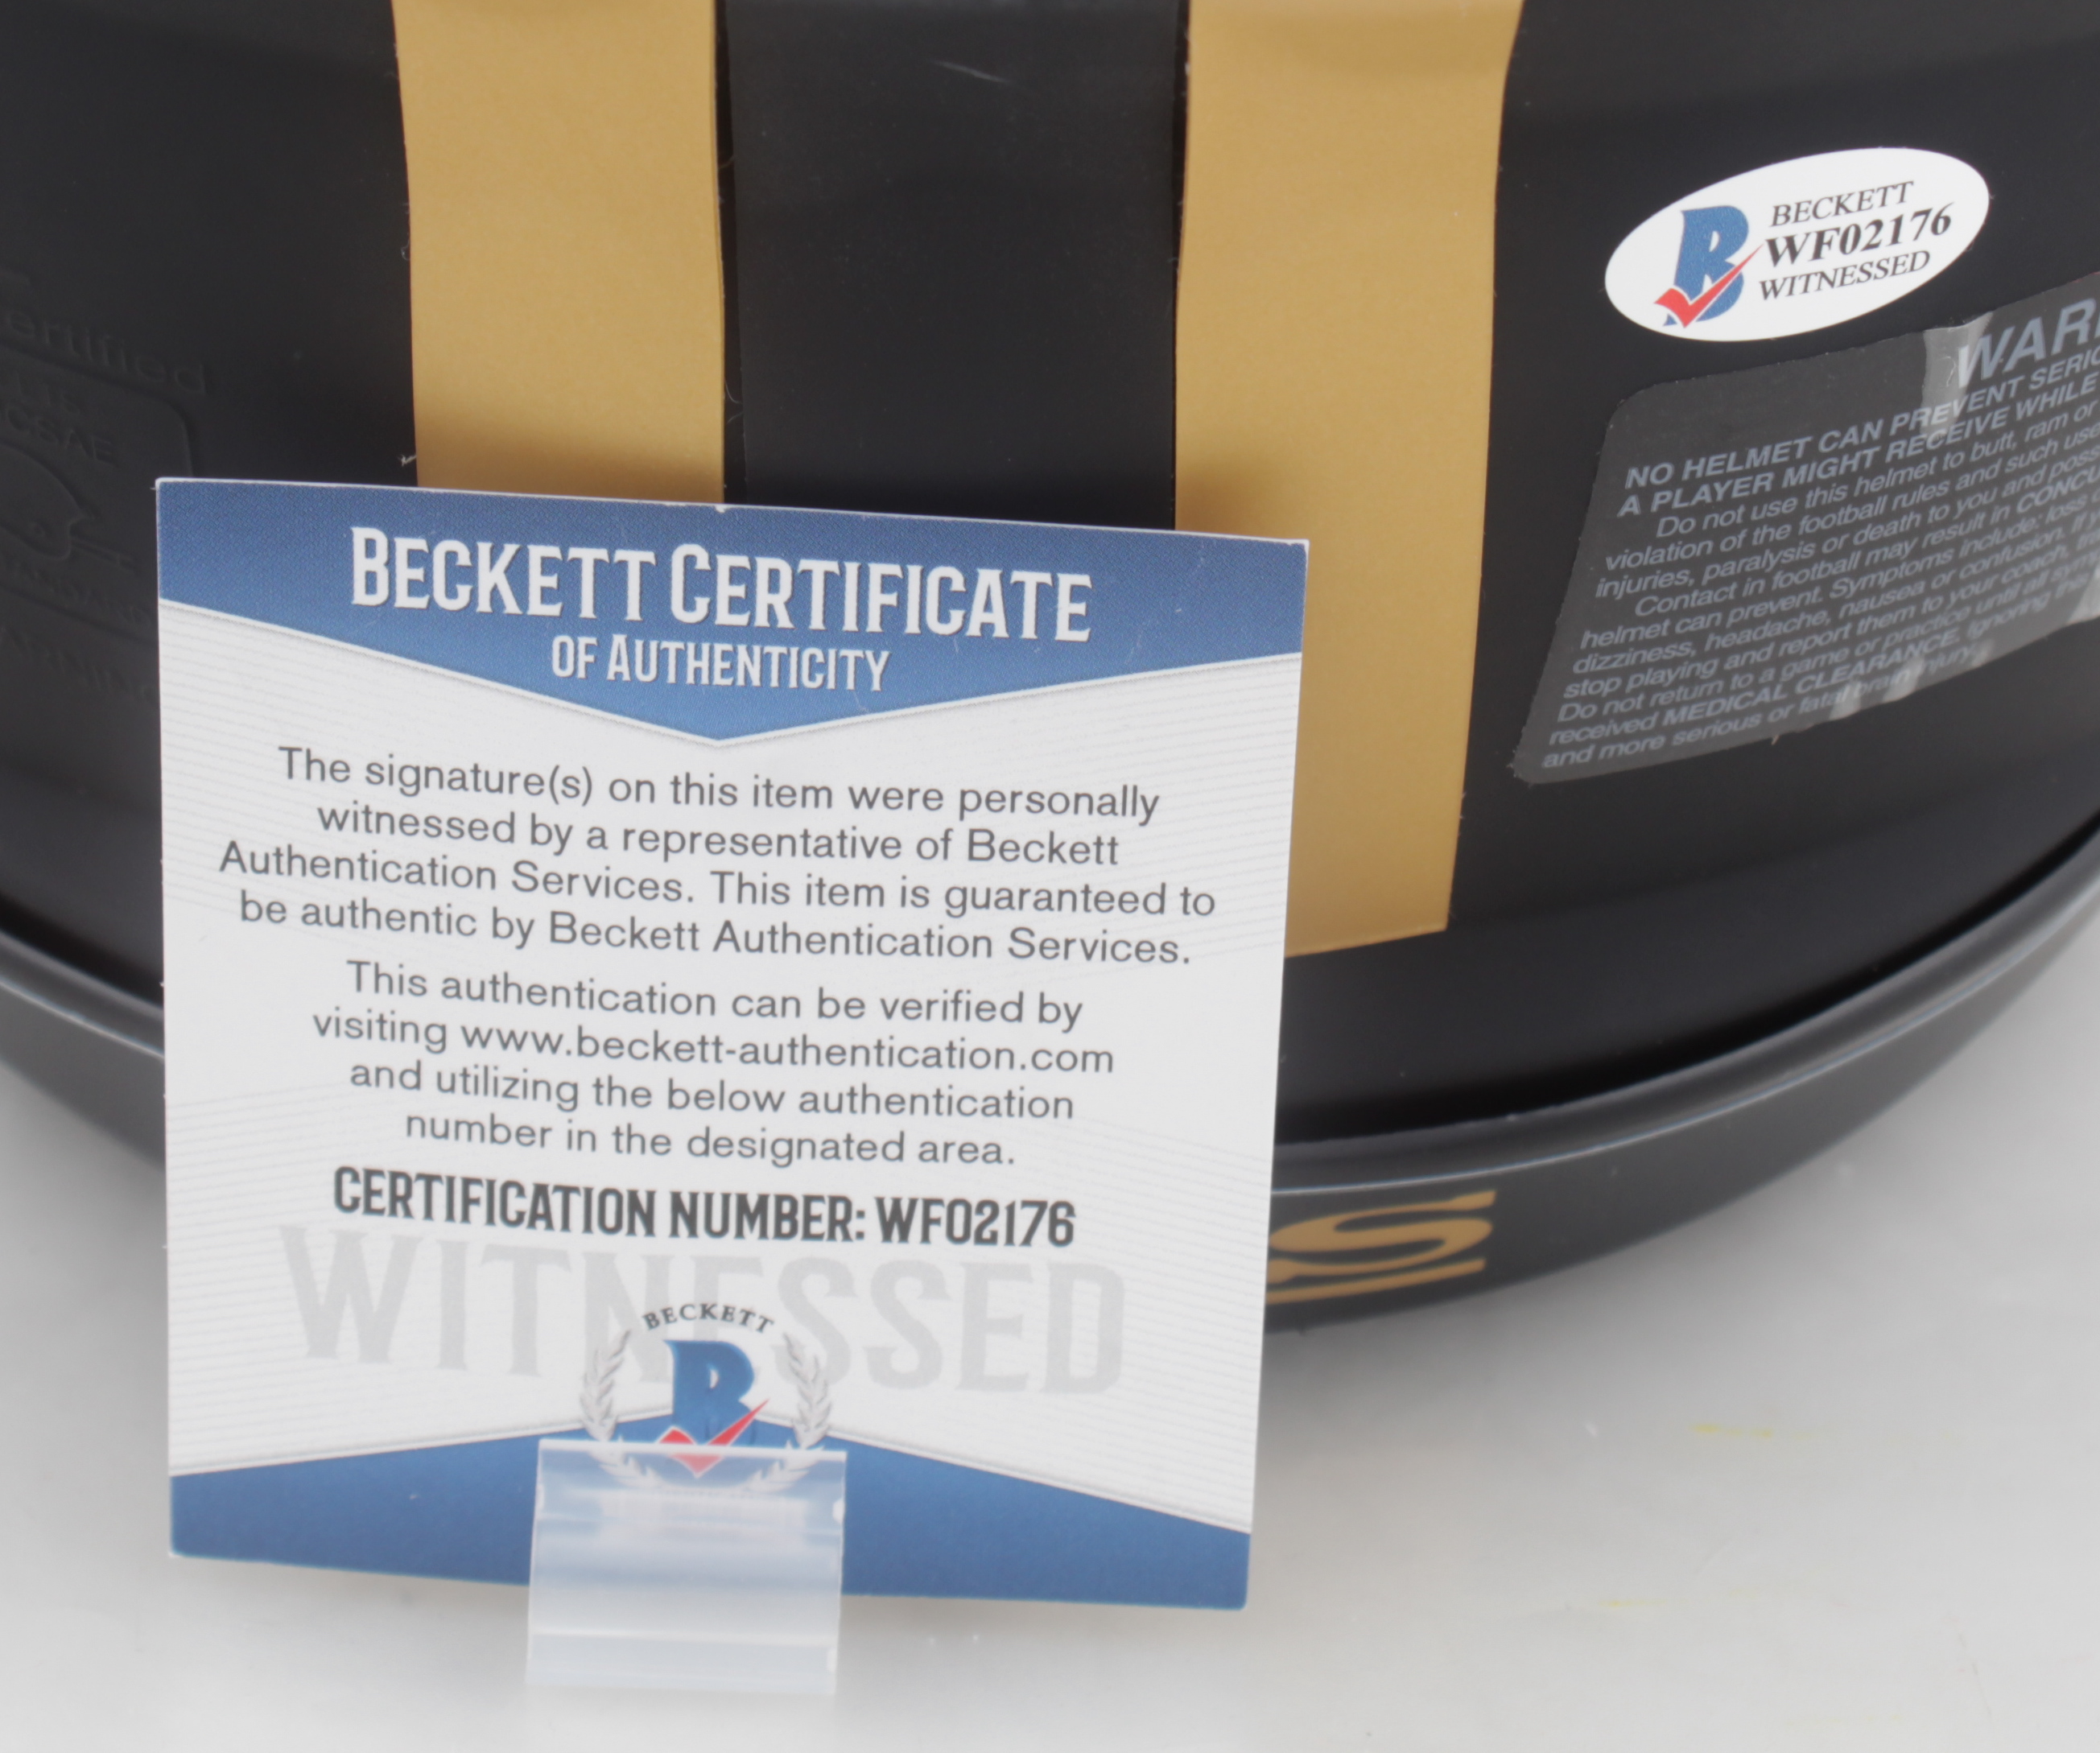 BECKETT
WF02176
WITNESSED
WAR
NO HELMET CAN PREVENT SERIO
A PLAYER MIGHT RECEIVE WHILE
Do not use this helmet to butt, ram or
violation of the football rules and such use
injuries, paralysis or death to you and poss
Contact in football may result in CONCU
helmet can prevent. Symptoms include: loss
dizziness, headache, nausea or confusion. If
stop playing and report them to your coach,
Do not return to a game or practice until all
received MEDICAL CLEARANCE. Ignoring
and more serious or fatal brain injury.
ertified
BECKETT CERTIFICATE
OF AUTHENTICITY
The signature(s) on this item were personally
witnessed by a representative of Beckett
Authentication Services. This item is guaranteed to
be authentic by Beckett Authentication Services.
This authentication can be verified by
visiting www.beckett-authentication.com
and utilizing the below authentication
number in the designated area.
CERTIFICATION NUMBER: WF02176
WITNESSED
BECKETT
B
S